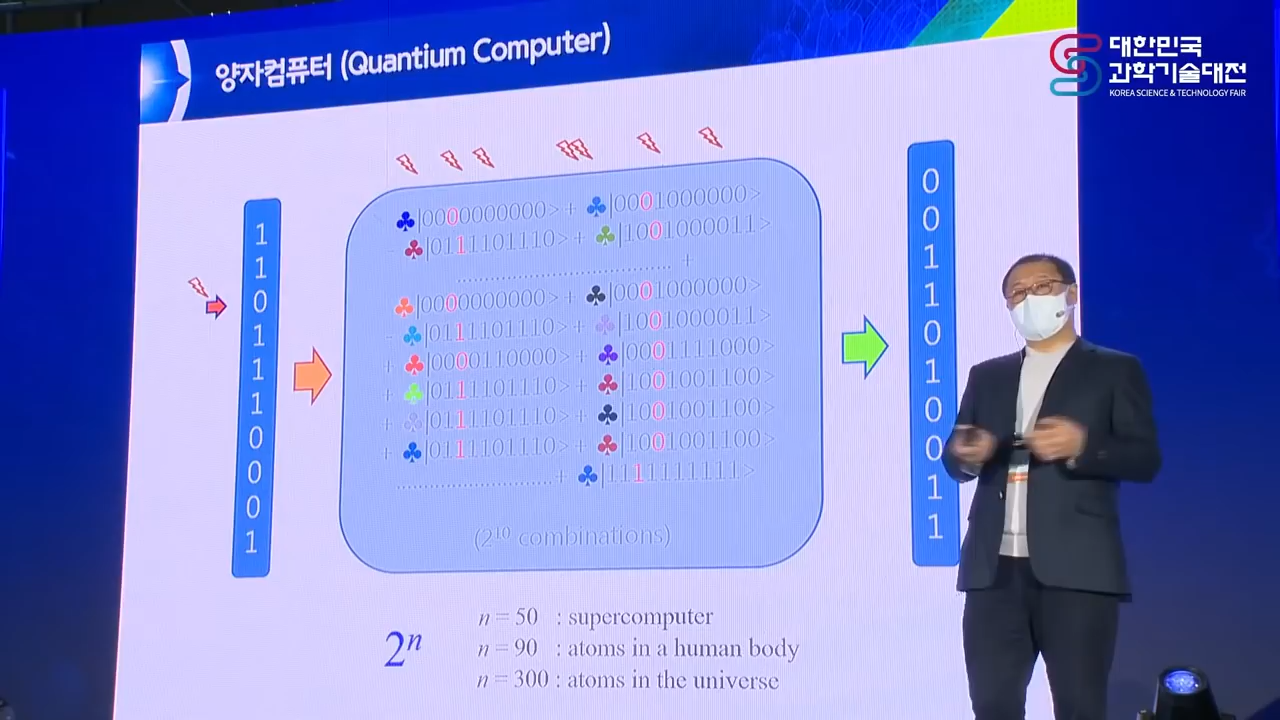 양자컴퓨터 (Quantium Computer)
대한민국
과학기술대전
KOREA SCIENCE & TECHNOLOGY FAIR
1
1
0
1
1
1
0
0
0
1
|0000000000> + |0001000000>
- |0111101110> + |1001000011>
........................................ +
|0000000000> + |0001000000>
- |0111101110> + |1001000011>
+ |0000110000> + |0001111000>
+ |0111101110> + |1001001100>
+ |0111101110> + |1001001100>
+ |0111101110> + |1001001100>
............................ + |1111111111>
(2¹⁰ combinations)
0
0
1
1
0
1
0
0
1
1
2ⁿ
n = 50 : supercomputer
n = 90 : atoms in a human body
n = 300 : atoms in the universe